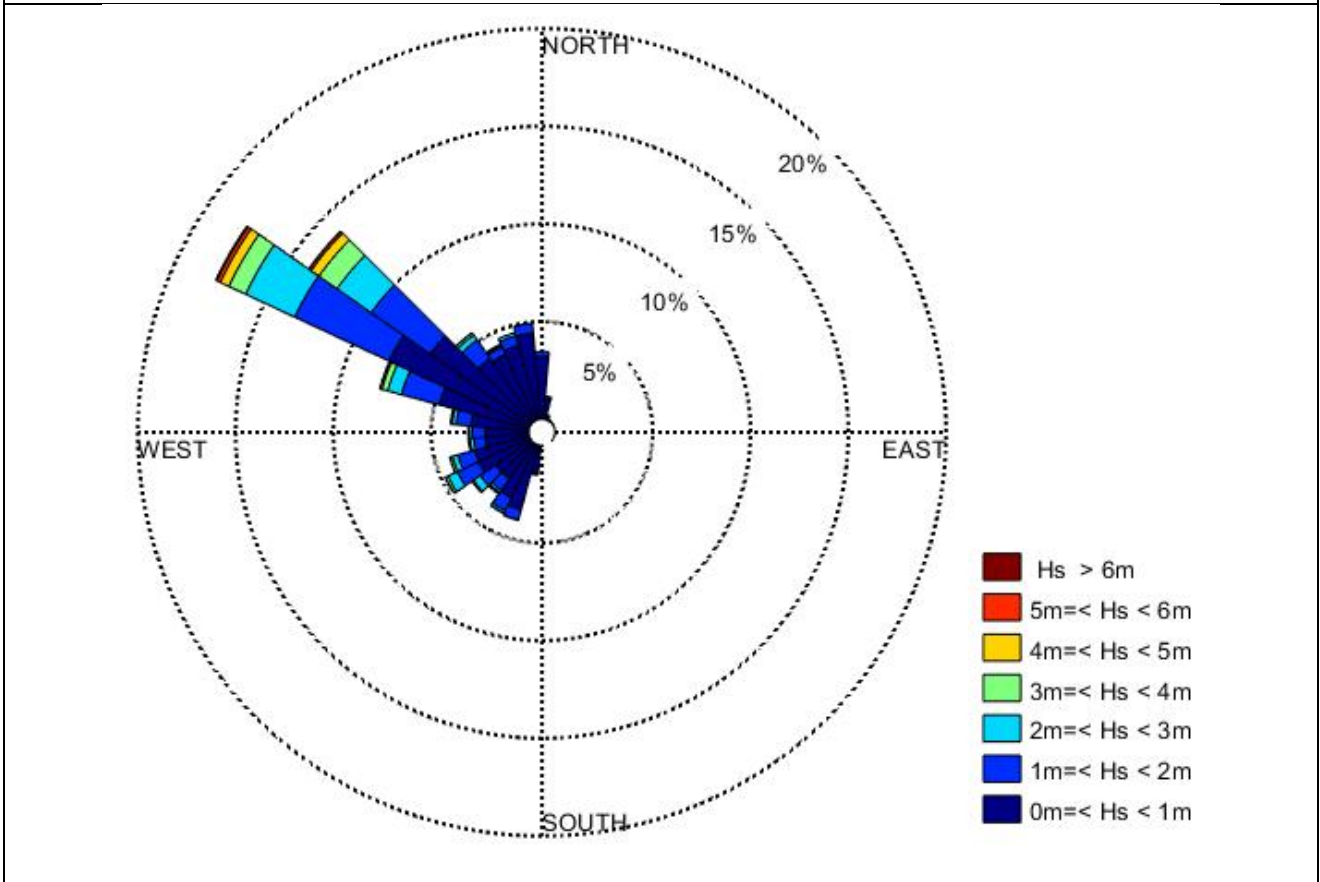 NORTH
20%
15%
10%
5%
WEST
EAST
SOUTH
Hs > 6m
5m=< Hs < 6m
4m=< Hs < 5m
3m=< Hs < 4m
2m=< Hs < 3m
1m=< Hs < 2m
0m=< Hs < 1m